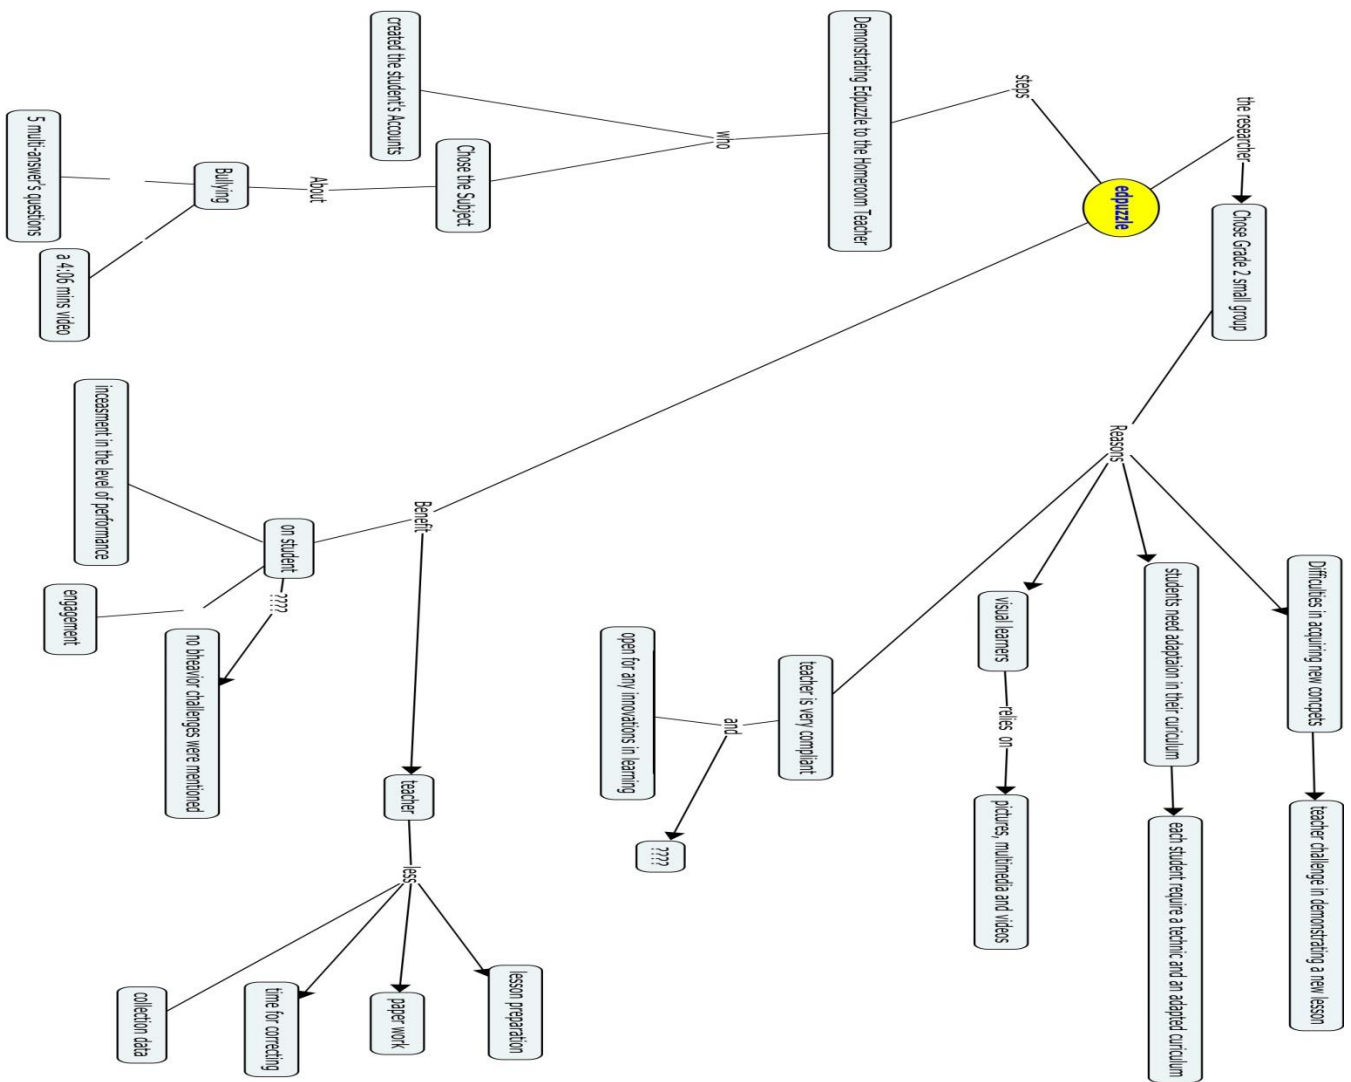 edpuzzle
the researcher
Chose Grade 2 small group
Reasons
Difficulties in acquiring new concpets
teacher challenge in demonstrating a new lesson
students need adaptaion in their curiculum
each student require a technic and an adapted curiculum
visual learners
relies on
pictures, multimedia and videos
teacher is very compliant
and
open for any innovations in learning
????
steps
Demonstrating Edpuzzle to the Homeroom Teacher
who
created the student's Accounts
Chose the Subject
About
Bullying
5 multi-answer's questions
a 4:06 mins video
Benefit
on student
inceasment in the level of performance
engagement
????
no bheavior challenges were mentioned
teacher
less
lesson preparation
paper work
time for correcting
collection data